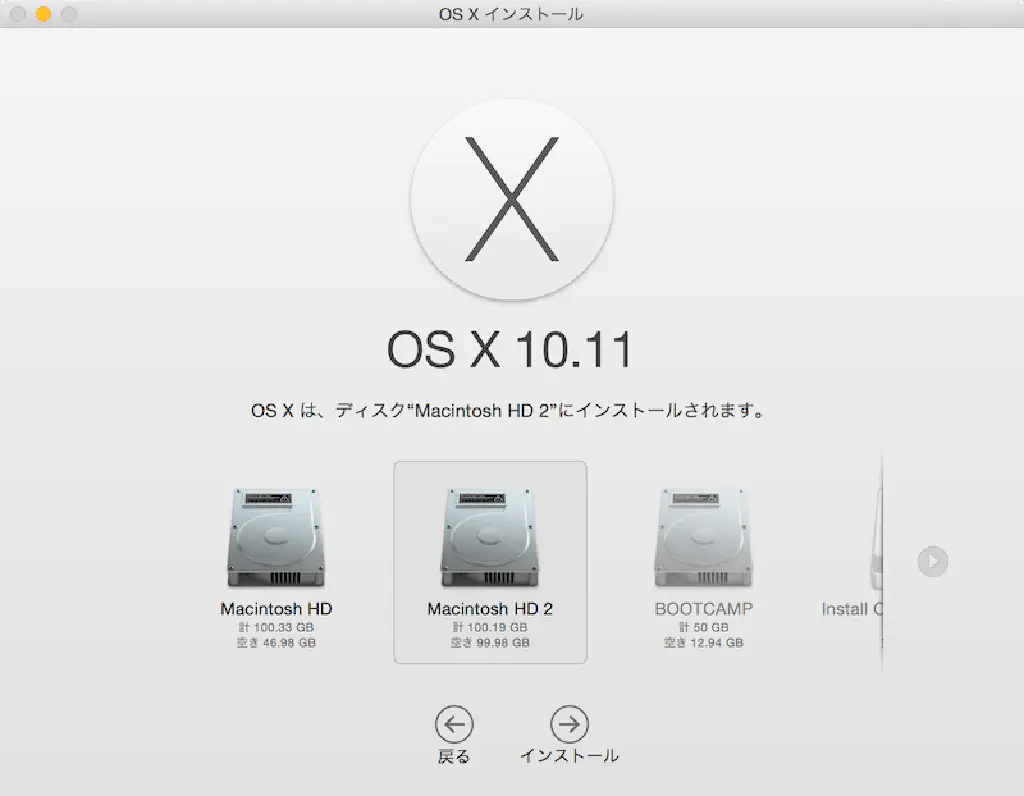 OS X インストール
OS X 10.11
OS X は、ディスク“Macintosh HD 2”にインストールされます。
Macintosh HD
計 100.33 GB
空き 46.98 GB
Macintosh HD 2
計 100.19 GB
空き 99.98 GB
BOOTCAMP
計 50 GB
空き 12.94 GB
Install
戻る
インストール